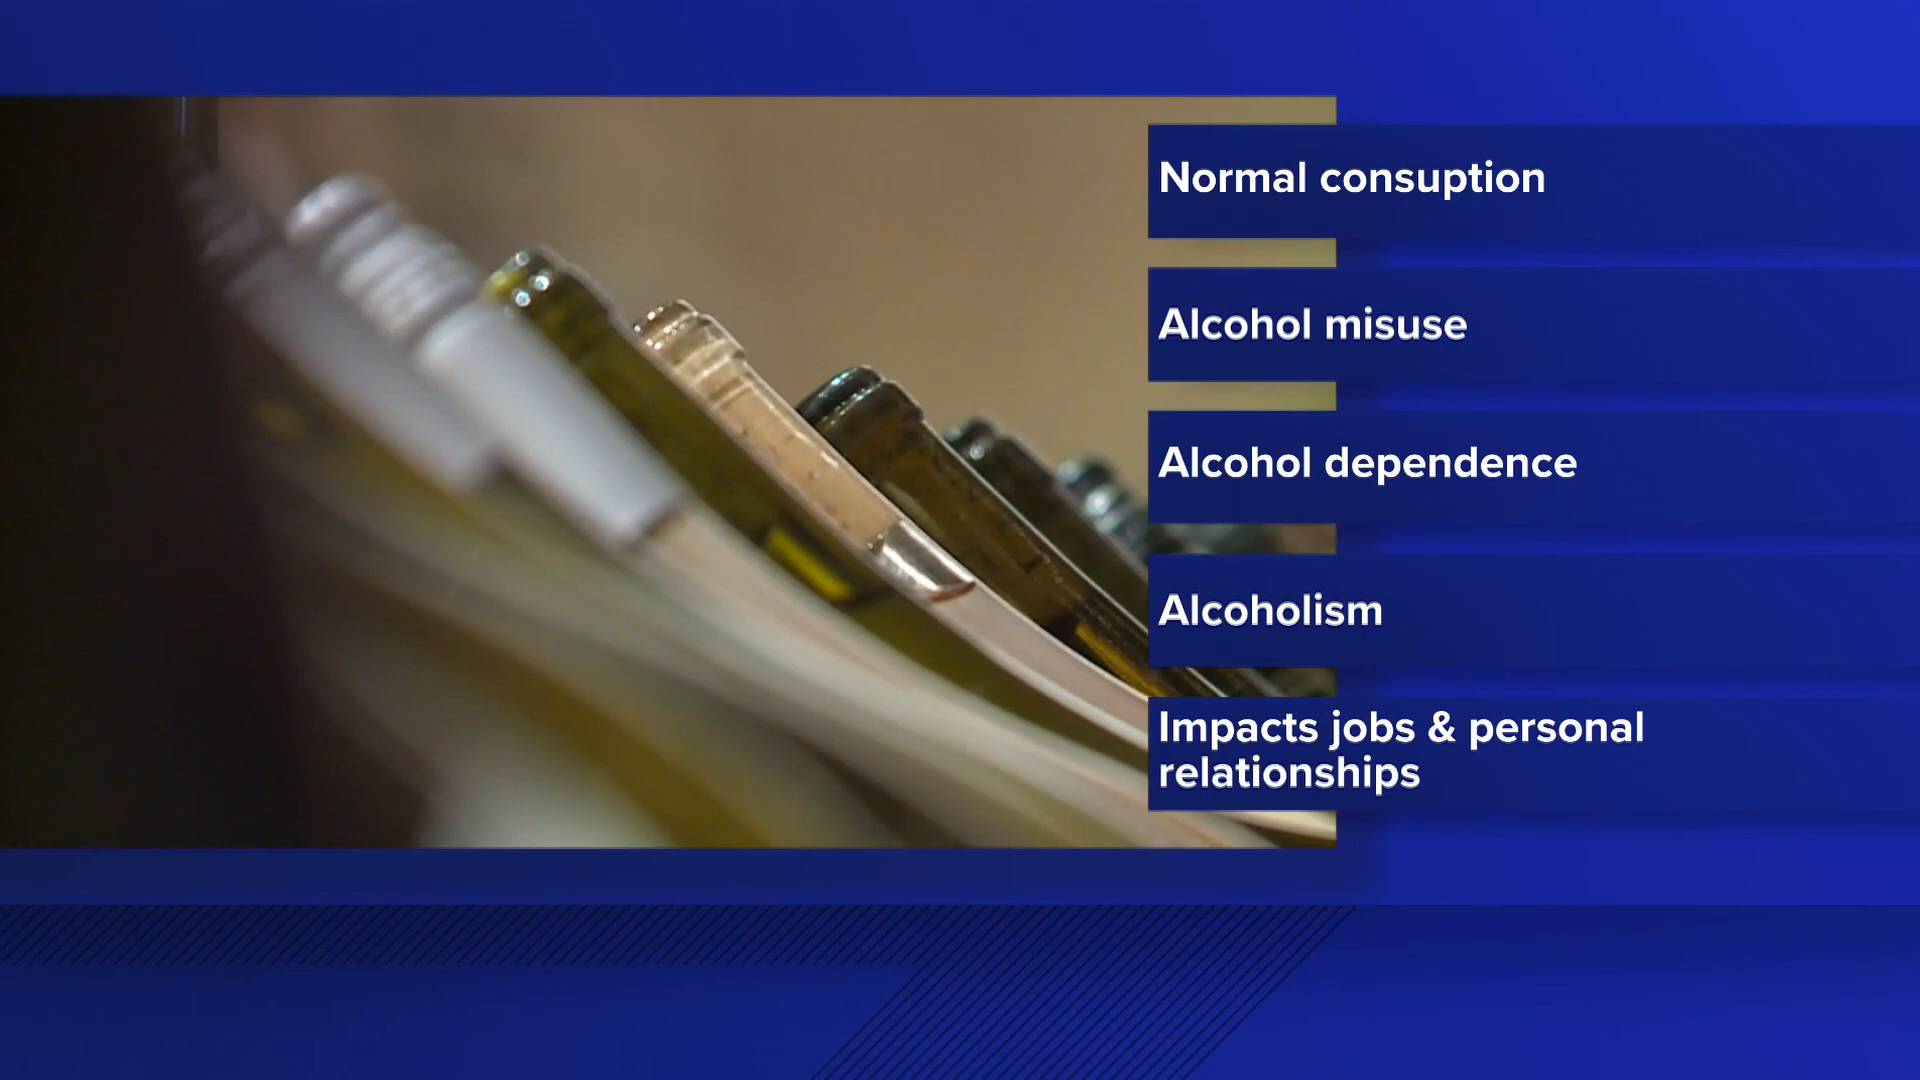 Normal consuption
Alcohol misuse
Alcohol dependence
Alcoholism
Impacts jobs & personal
relationships